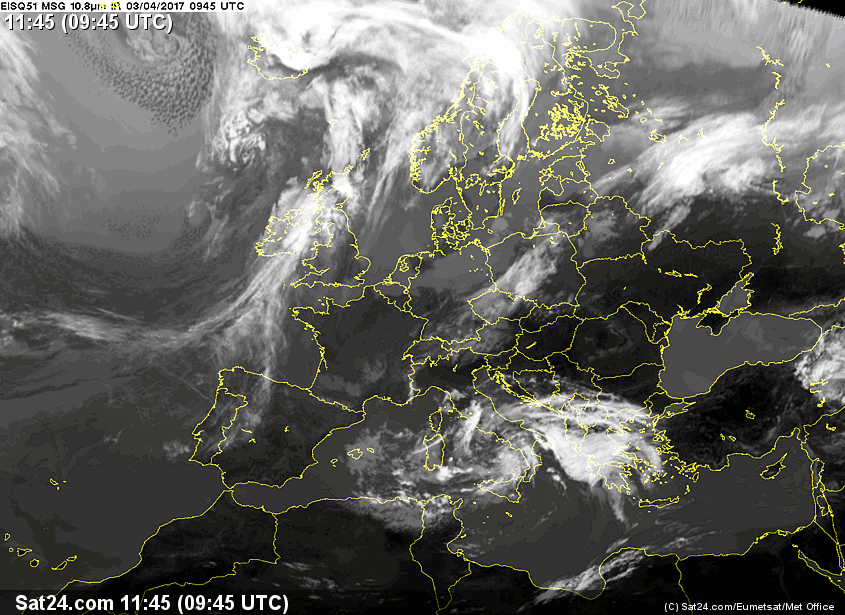 EISQ51 MSG 10.8µm IR 03/04/2017 0945 UTC
11:45 (09:45 UTC)
Sat24.com 11:45 (09:45 UTC)
(C) Sat24.com/Eumetsat/Met Office